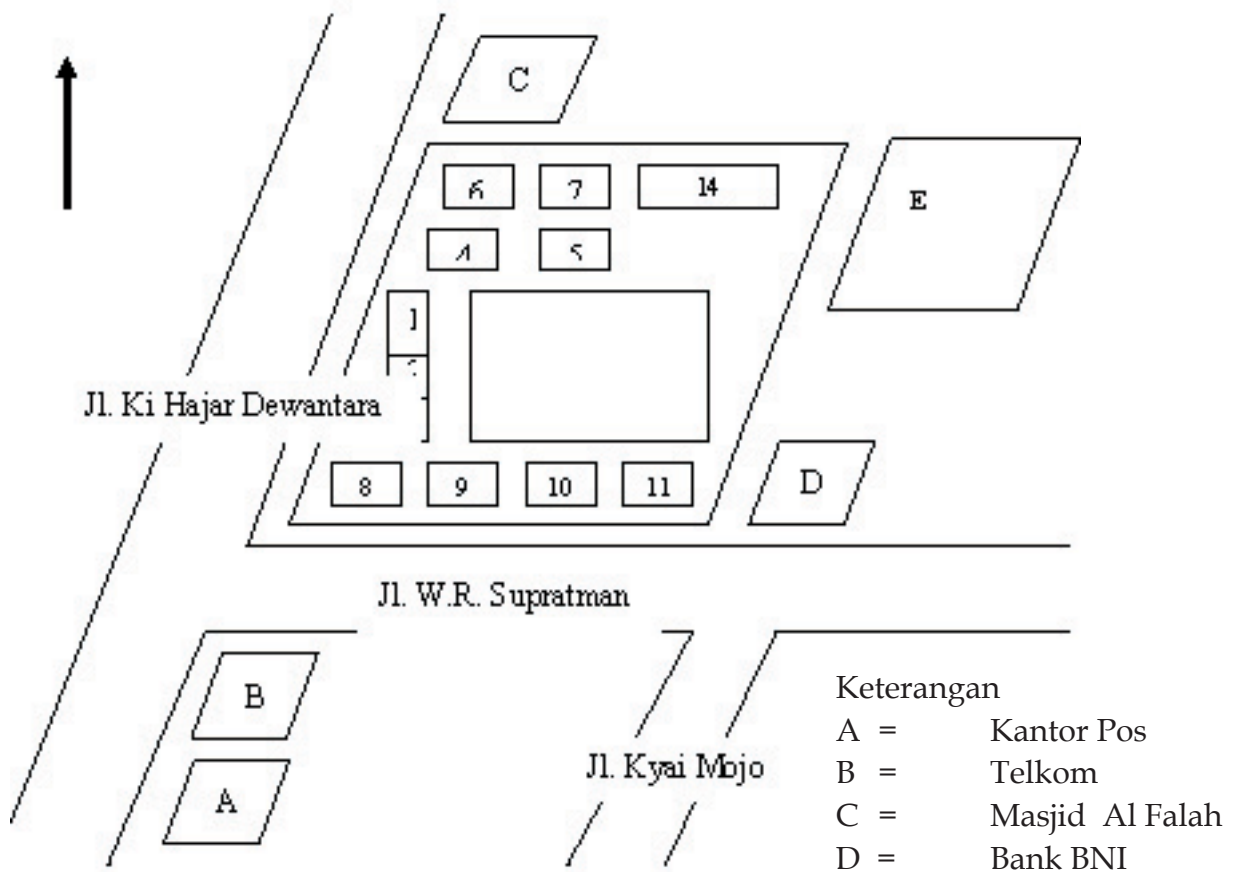 C
6 7 14
E
4 5
1
Jl. Ki Hajar Dewantara
D
8 9 10 11
Jl. W.R. Supratman
B
Keterangan
A = Kantor Pos
Jl. Kyai Mojo
B = Telkom
A
C = Masjid Al Falah
D = Bank BNI